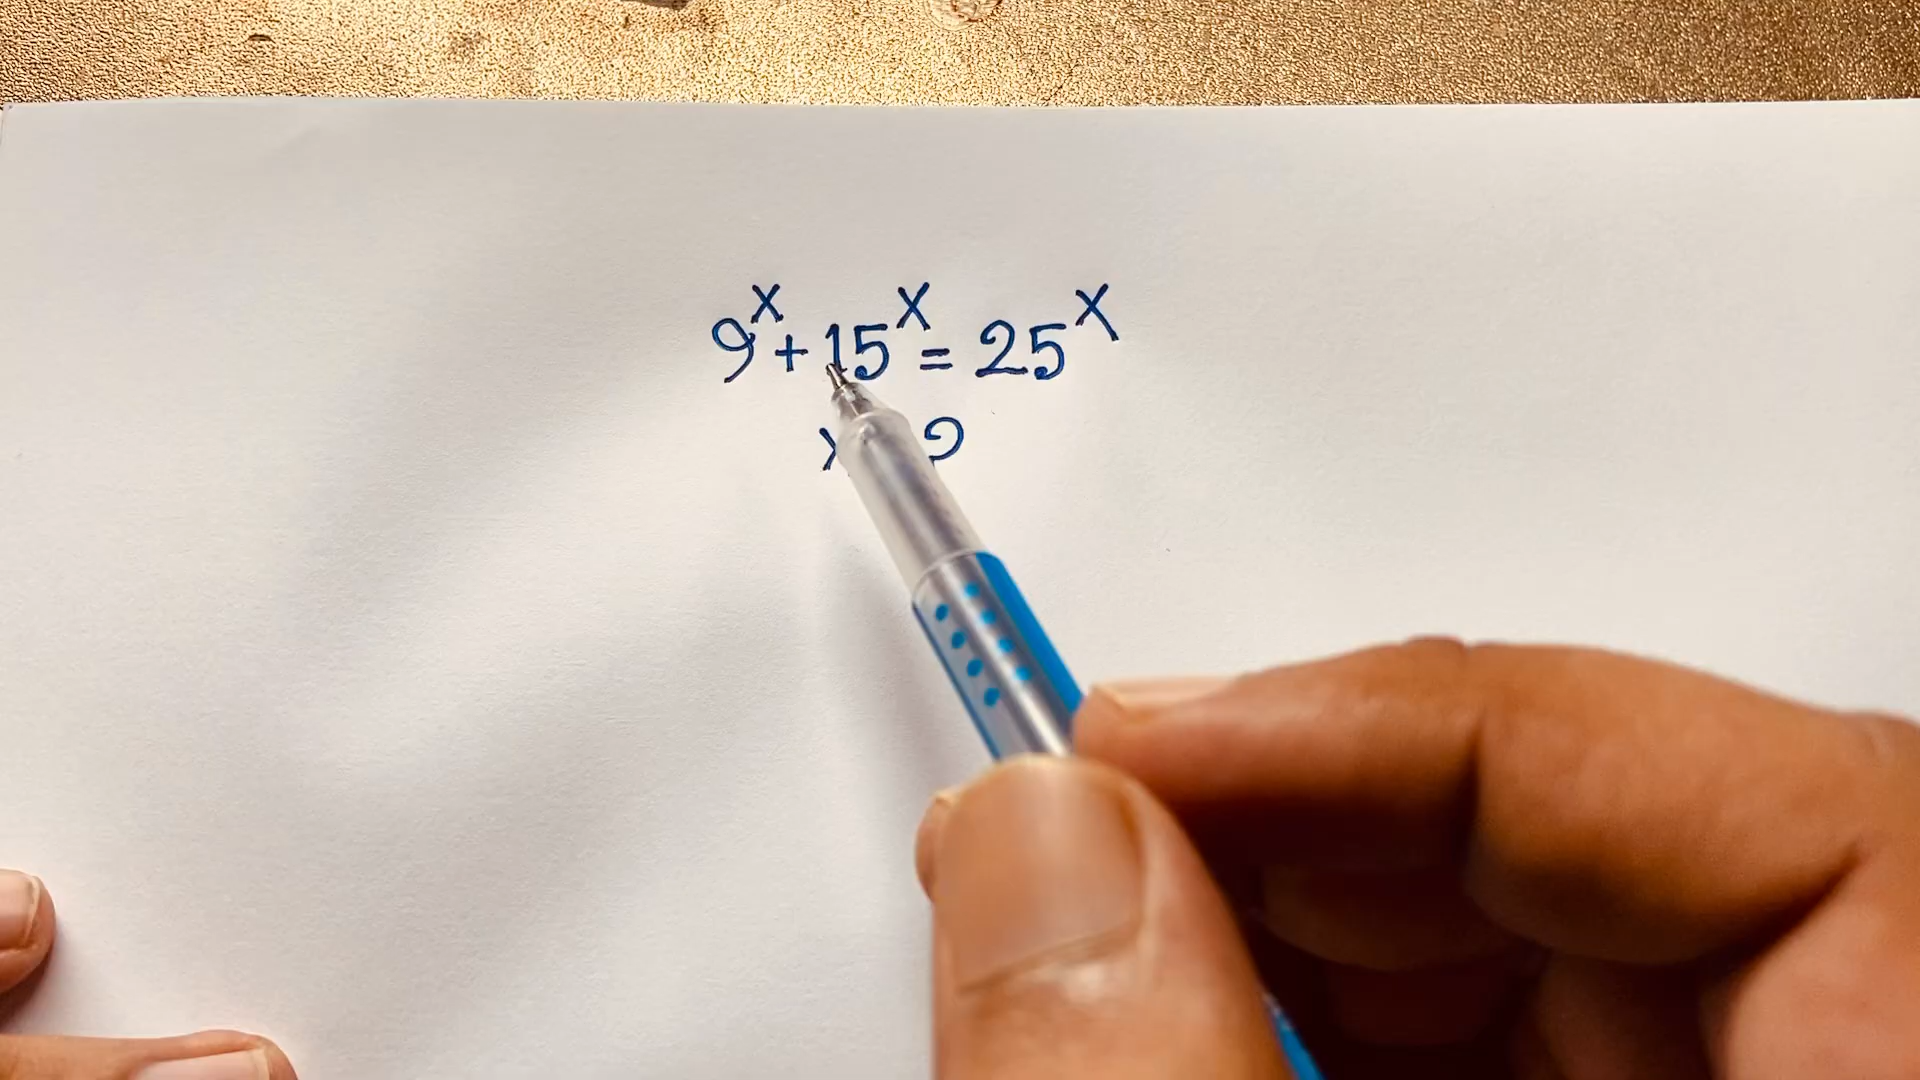 9^x + 15^x = 25^x
x ?